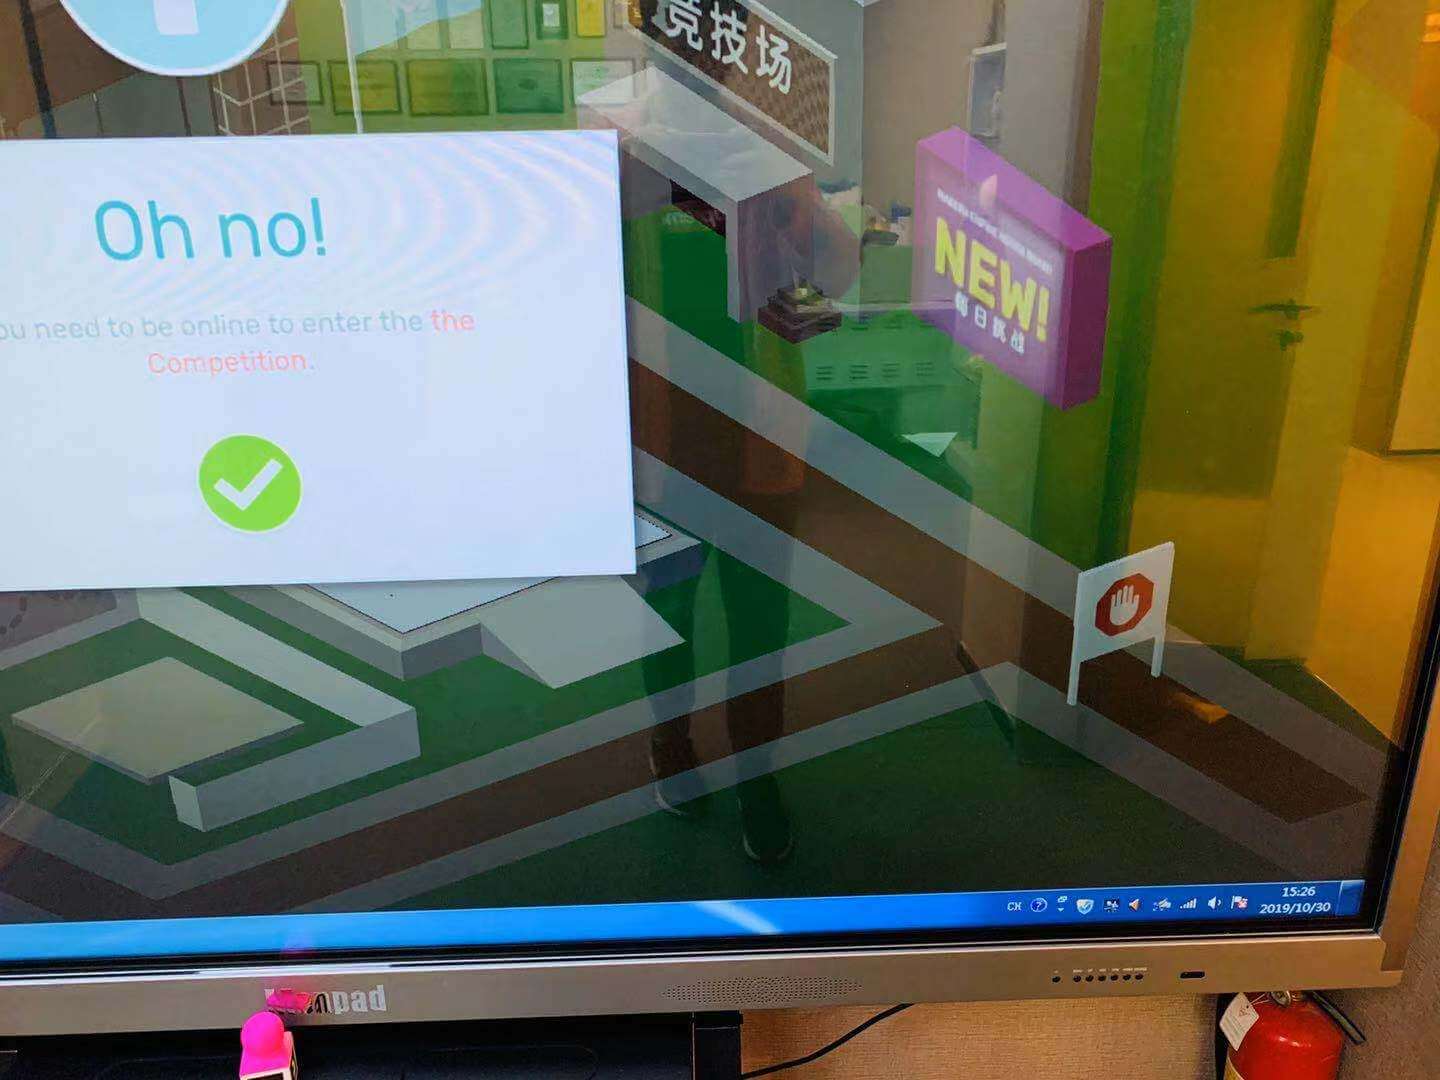 竞技场
Oh no!
ou need to be online to enter the the
Competition.
NEW!
每日挑战
CH
15:26
2019/10/30
pad